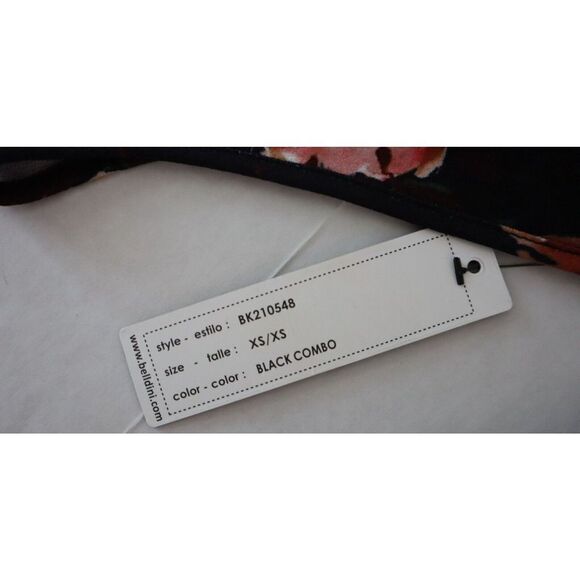 style - estilo : BK210548
size - talle : XS/XS
color - color : BLACK COMBO
www.belldini.com